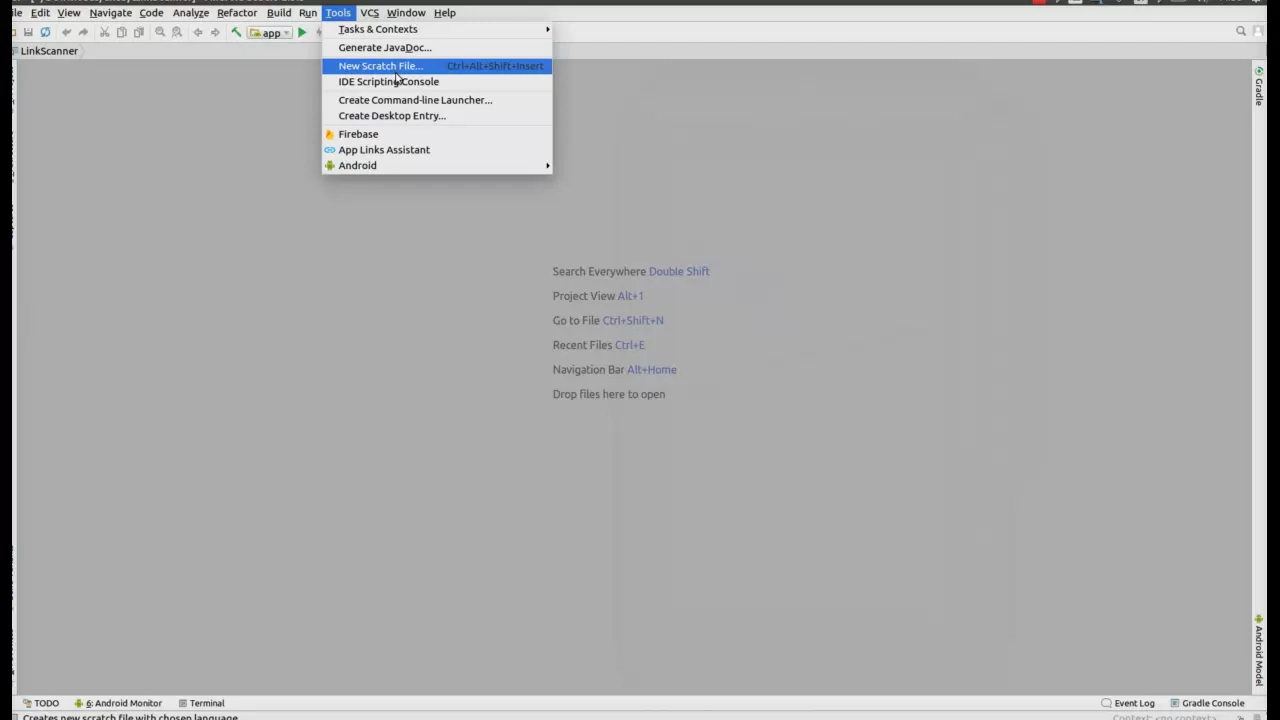 ile Edit View Navigate Code Analyze Refactor Build Run Tools VCS Window Help
app
LinkScanner
Tasks & Contexts
Generate JavaDoc...
New Scratch File... Ctrl+Alt+Shift+Insert
IDE Scripting Console
Create Command-line Launcher...
Create Desktop Entry...
Firebase
App Links Assistant
Android
Gradle
Search Everywhere Double Shift
Project View Alt+1
Go to File Ctrl+Shift+N
Recent Files Ctrl+E
Navigation Bar Alt+Home
Drop files here to open
Android Model
TODO 6: Android Monitor Terminal Event Log Gradle Console
Creates new scratch file with chosen language Context: <no context>